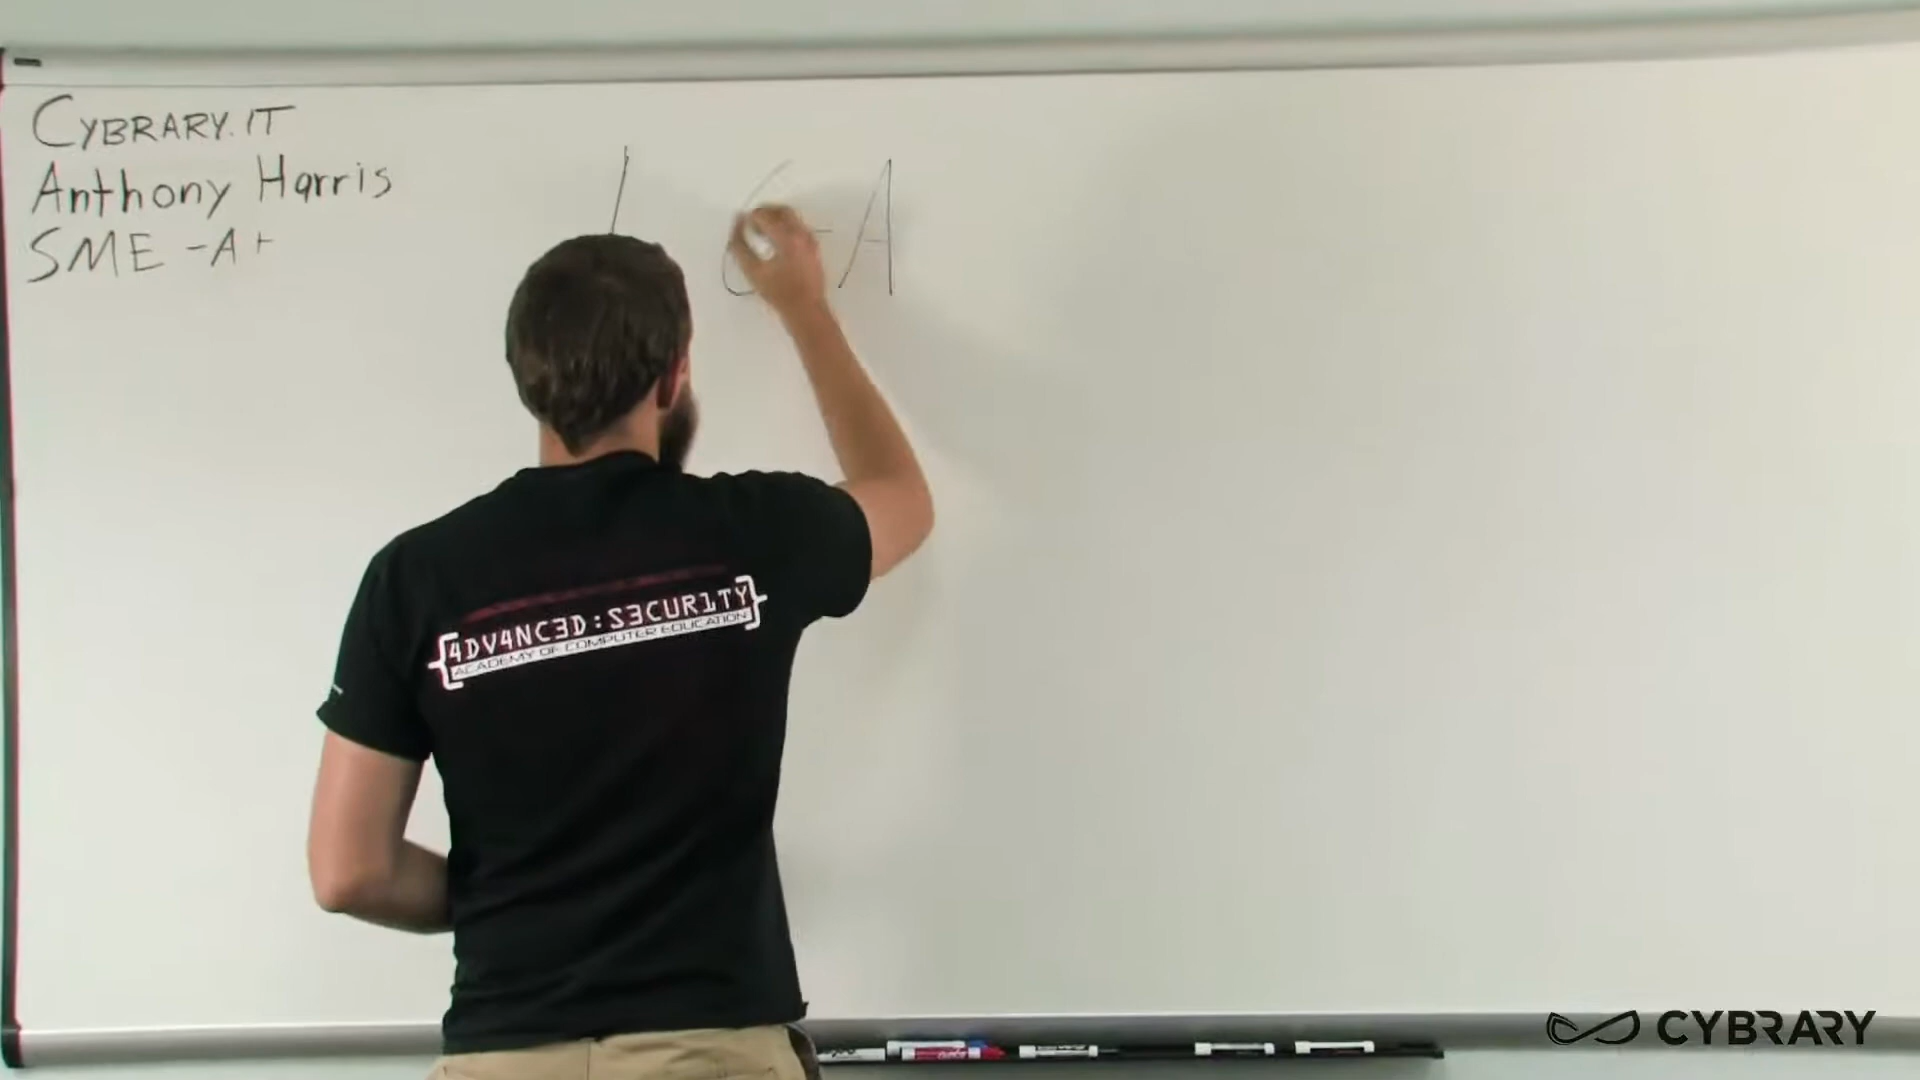 CYBRARY.IT
Anthony Harris
SME -A+
-A
{4DV4NC3D:S3CUR1TY}
ACADEMY OF COMPUTER EDUCATION
CYBRARY